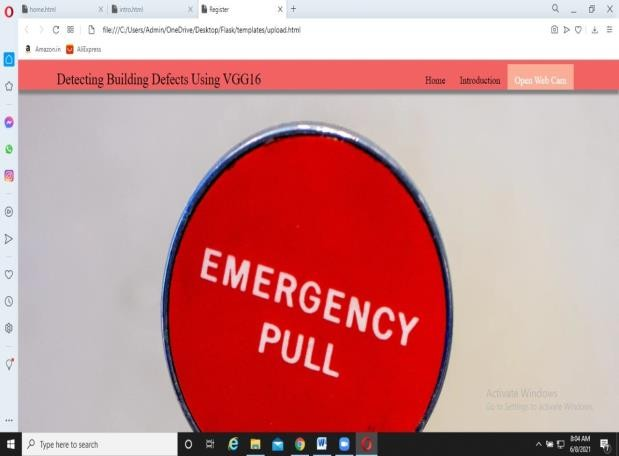 home.html
intro.html
Register
file:///C:/Users/Admin/OneDrive/Desktop/Flask/templates/upload.html
Amazon.in
AliExpress
Detecting Building Defects Using VGG16
Home
Introduction
Open Web Cam
EMERGENCY
PULL
Activate Windows
Go to Settings to activate Windows.
Type here to search
8:04 AM
6/8/2021